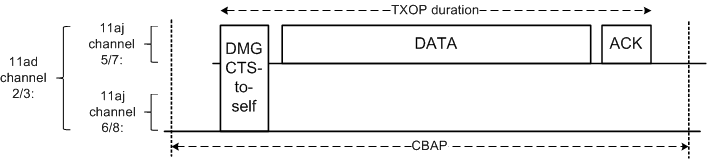 TXOP duration
11aj
channel
5/7:
DMG
CTS-
to-
self
DATA
ACK
11ad
channel
2/3:
11aj
channel
6/8:
CBAP